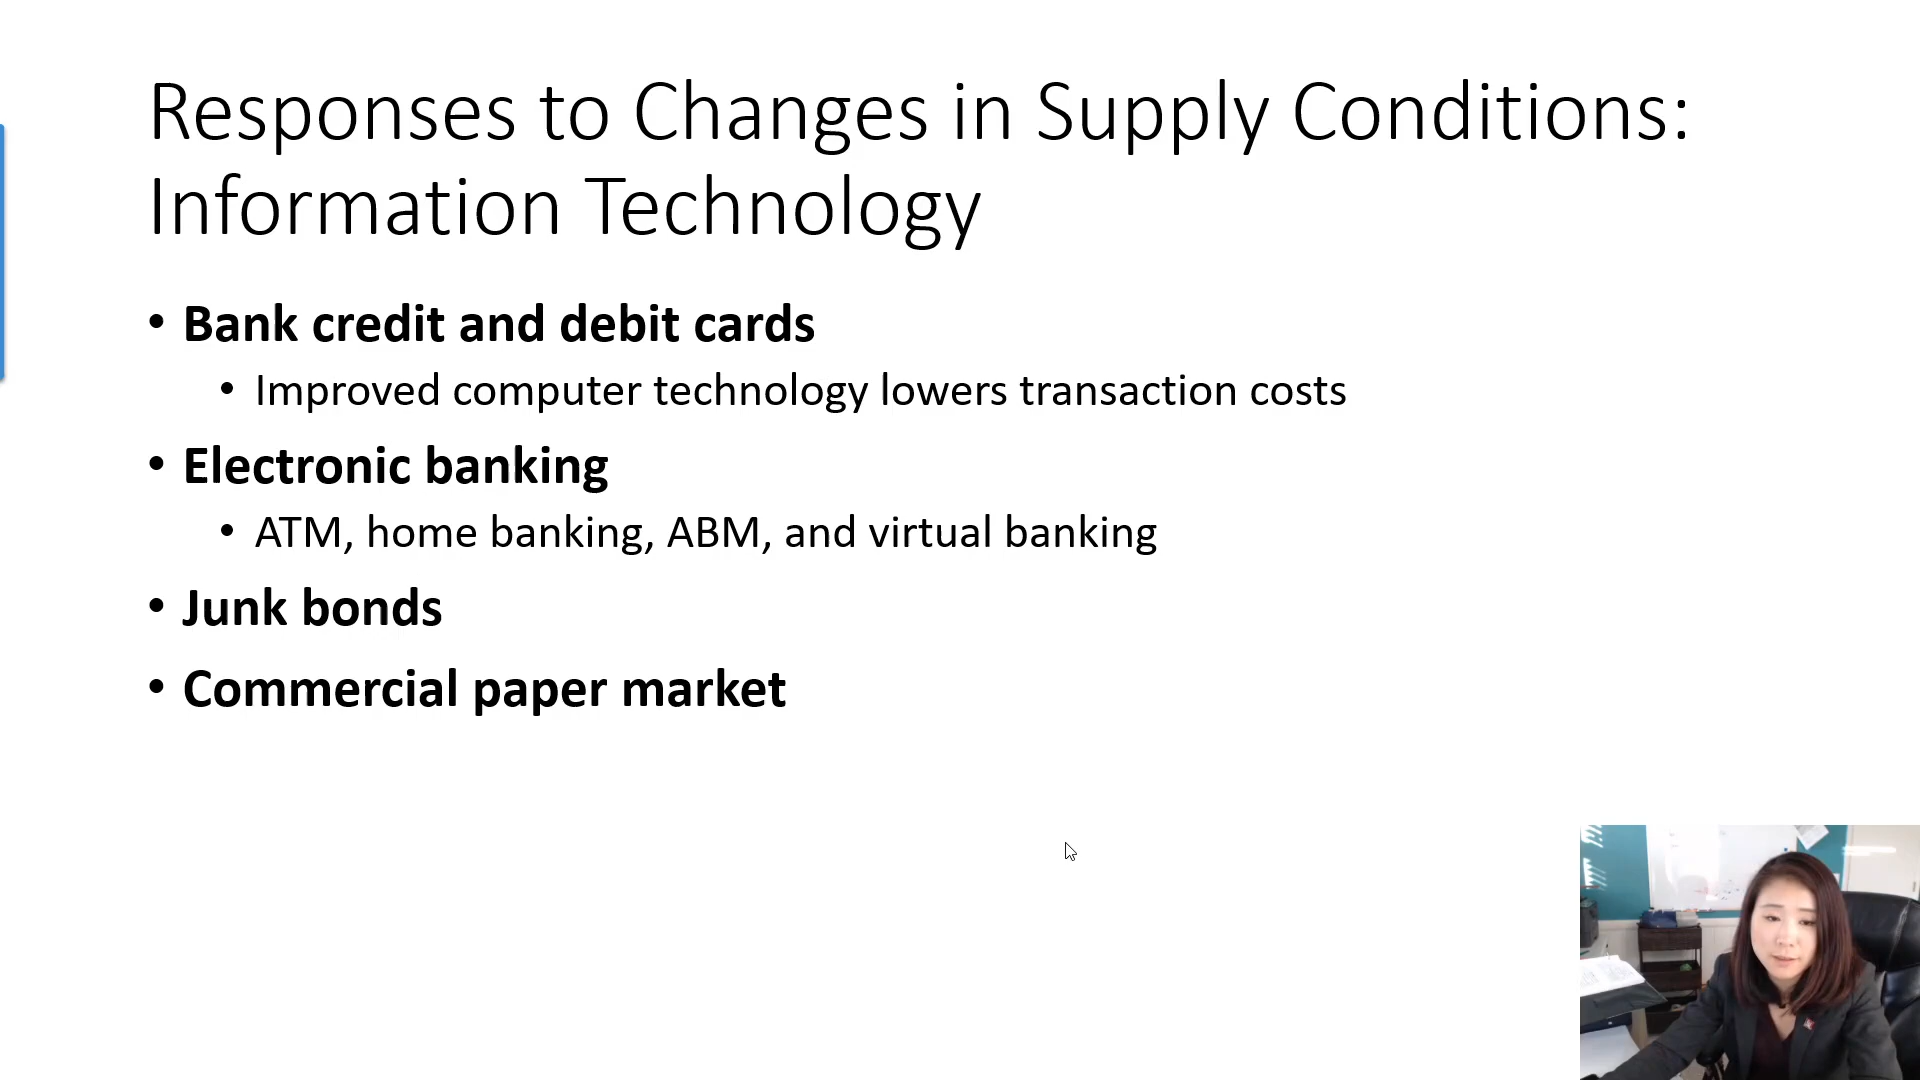 Responses to Changes in Supply Conditions:
Information Technology
• Bank credit and debit cards
• Improved computer technology lowers transaction costs
• Electronic banking
• ATM, home banking, ABM, and virtual banking
• Junk bonds
• Commercial paper market